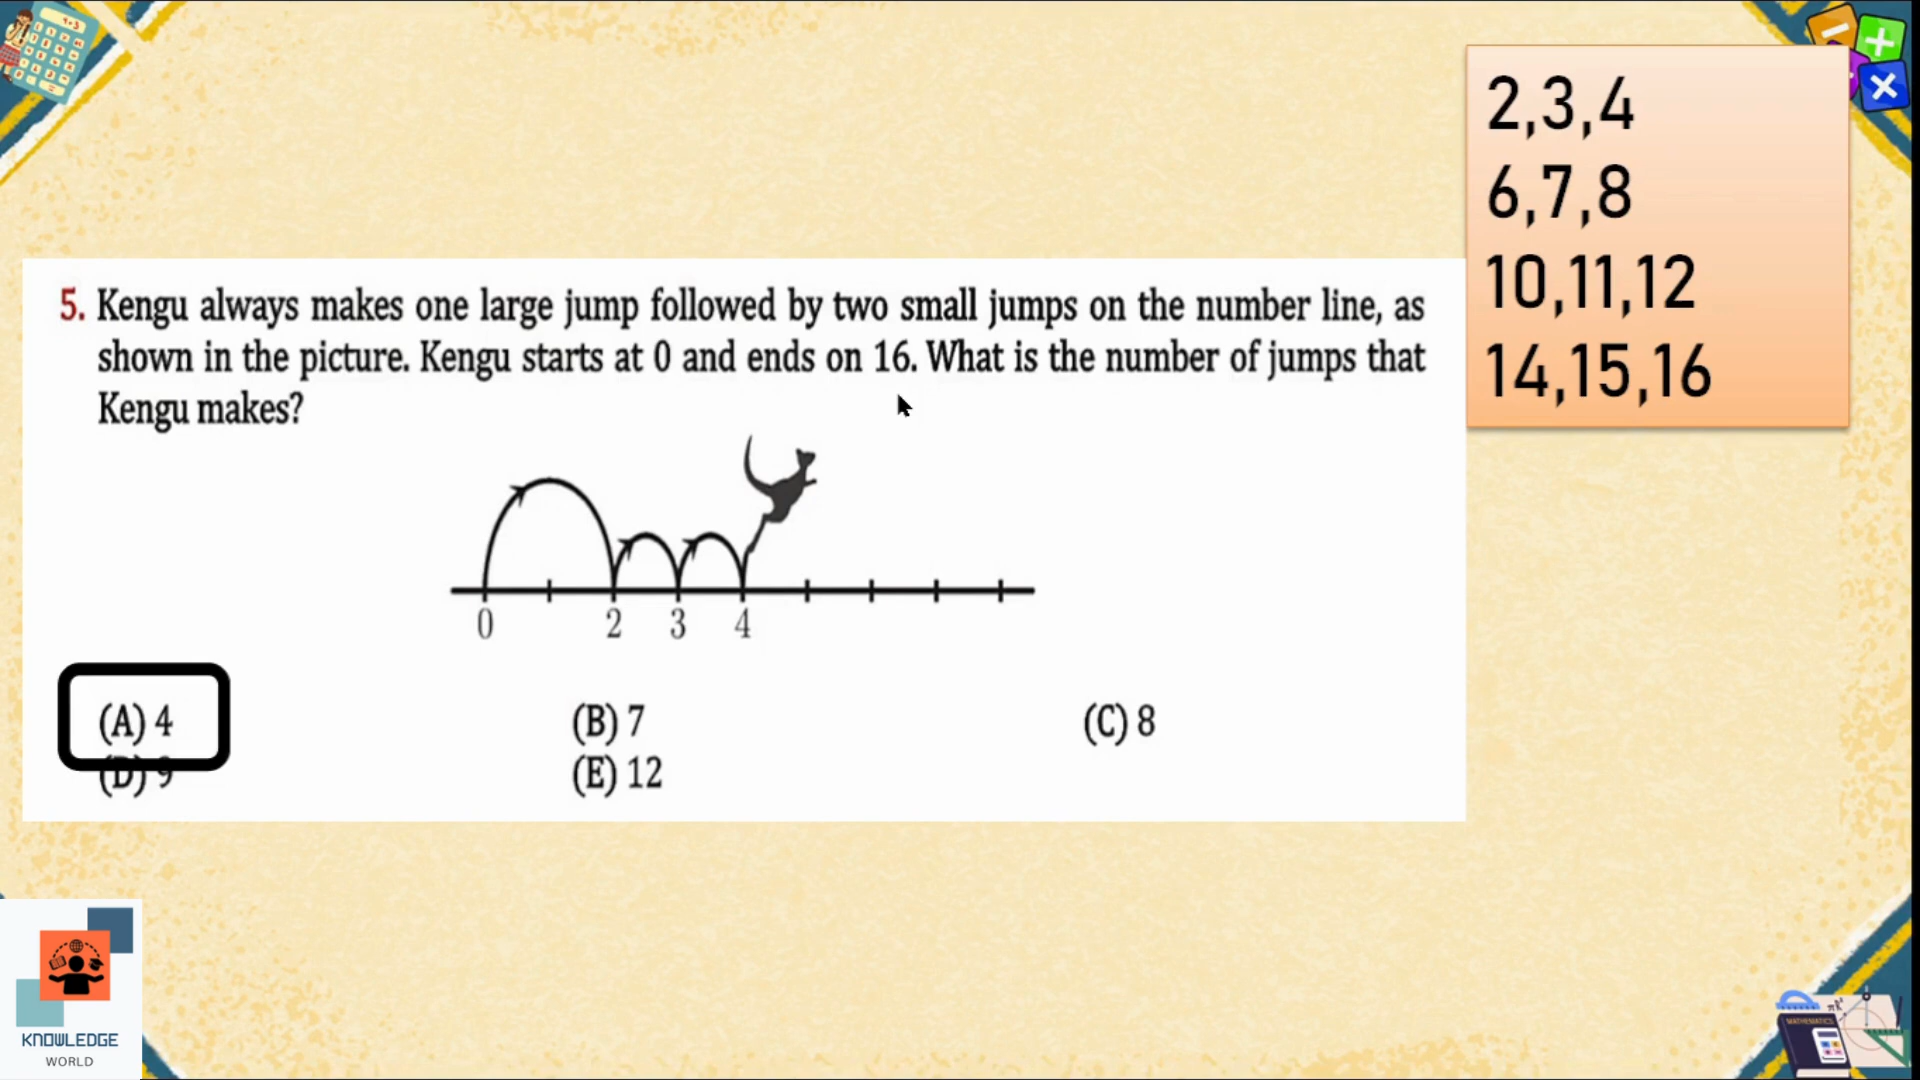 2,3,4
6,7,8
10,11,12
14,15,16
5. Kengu always makes one large jump followed by two small jumps on the number line, as
shown in the picture. Kengu starts at 0 and ends on 16. What is the number of jumps that
Kengu makes?
0 2 3 4
(A) 4 (B) 7 (C) 8
(D) 9 (E) 12
KNOWLEDGE
WORLD
MATHEMATICS